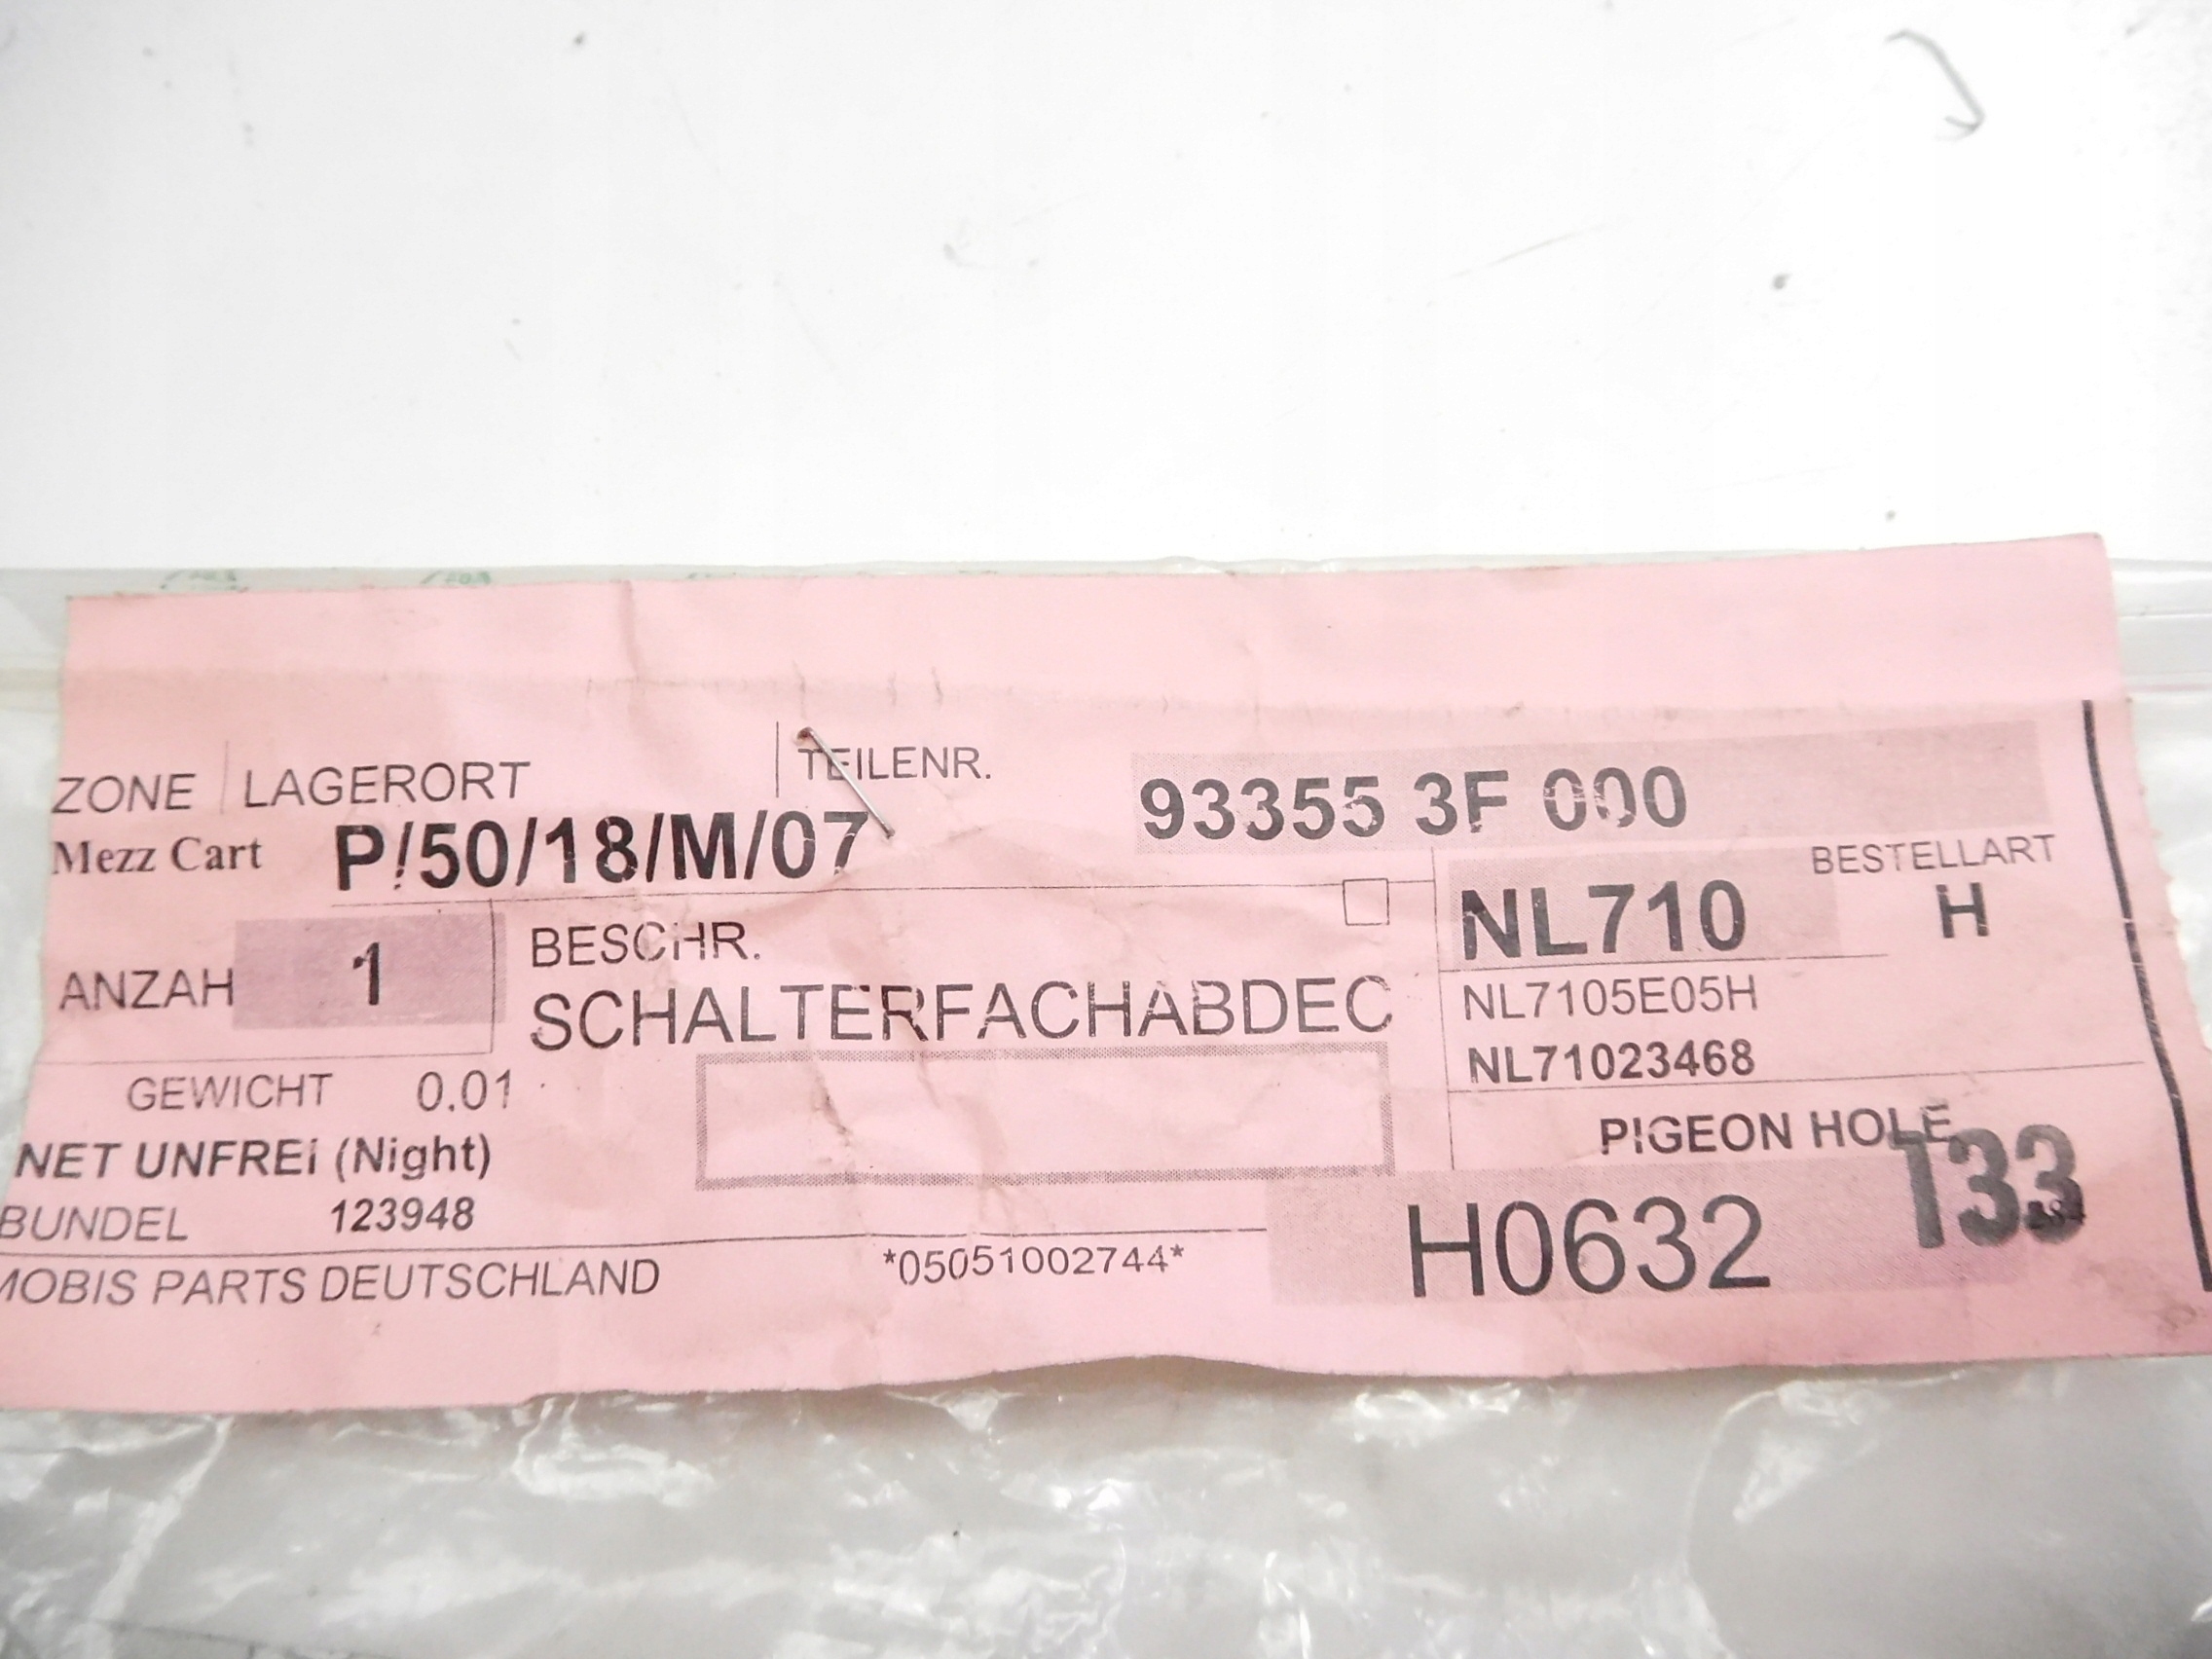 ZONE LAGERORT TEILENR. 93355 3F 000
Mezz Cart P/50/18/M/07
BESTELLART
NL710 H
ANZAH 1 BESCHR.
SCHALTERFACHABDEC
NL7105E05H
NL71023468
GEWICHT 0.01
PIGEON HOLE
133
NET UNFREI (Night)
BUNDEL 123948
H0632
MOBIS PARTS DEUTSCHLAND *05051002744*